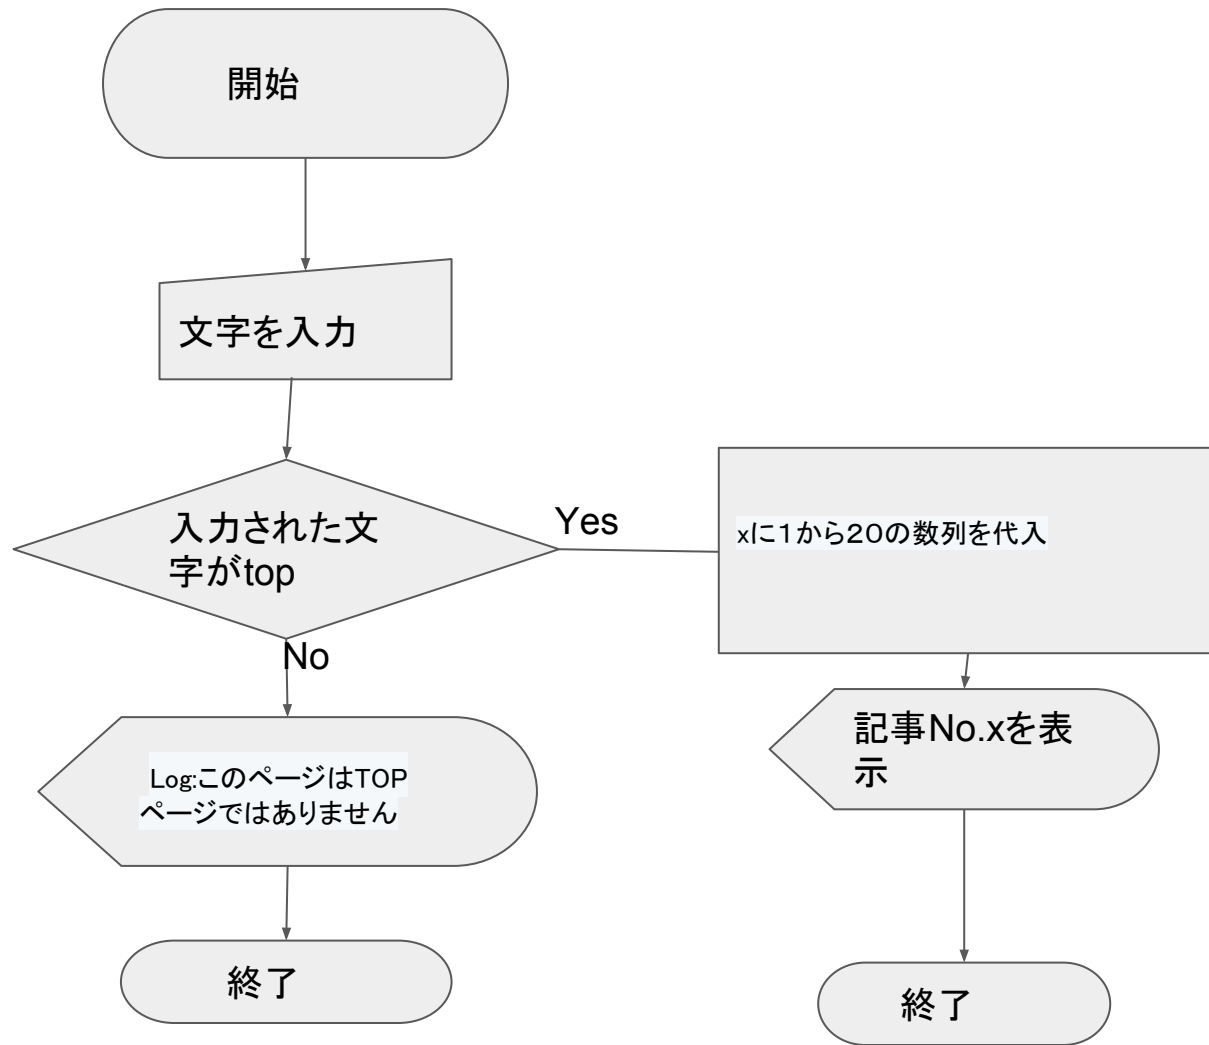 開始
文字を入力
入力された文
字がtop
Yes
xに１から２０の数列を代入
No
記事No.xを表
示
Log:このページはTOP
ページではありません
終了
終了